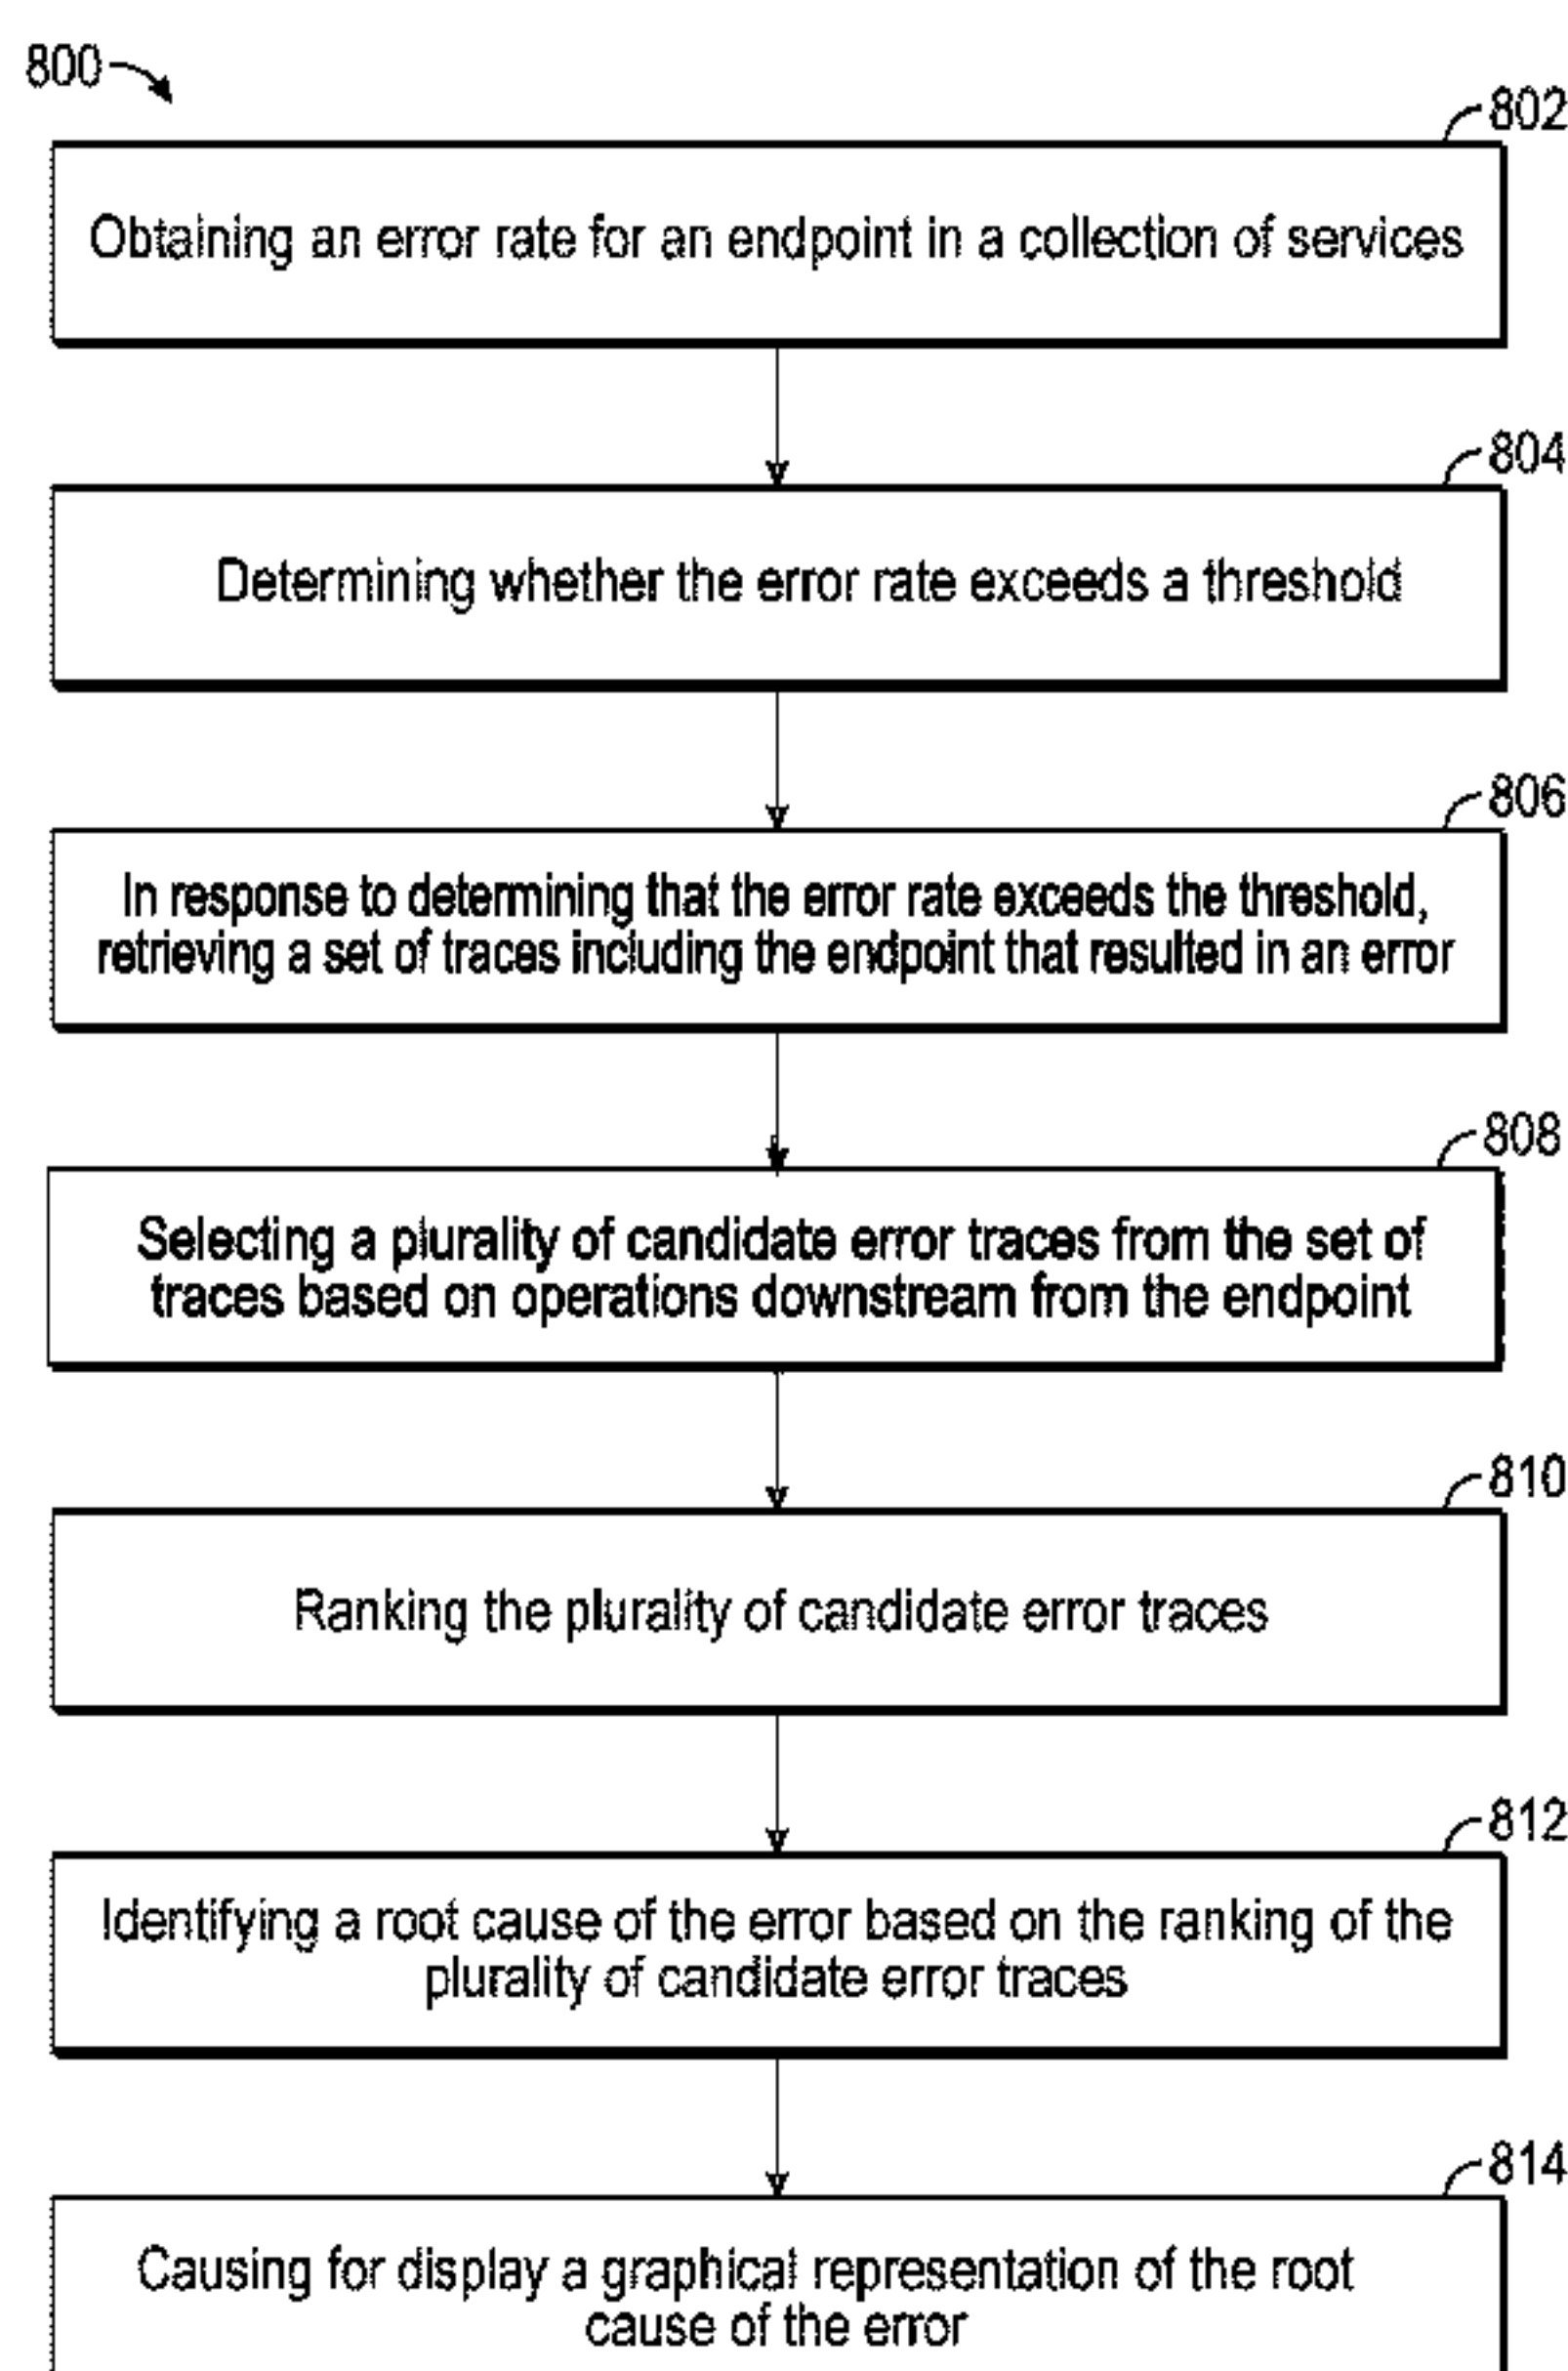 800
802
Obtaining an error rate for an endpoint in a collection of services
804
Determining whether the error rate exceeds a threshold
806
In response to determining that the error rate exceeds the threshold,
retrieving a set of traces including the endpoint that resulted in an error
808
Selecting a plurality of candidate error traces from the set of
traces based on operations downstream from the endpoint
810
Ranking the plurality of candidate error traces
812
Identifying a root cause of the error based on the ranking of the
plurality of candidate error traces
814
Causing for display a graphical representation of the root
cause of the error